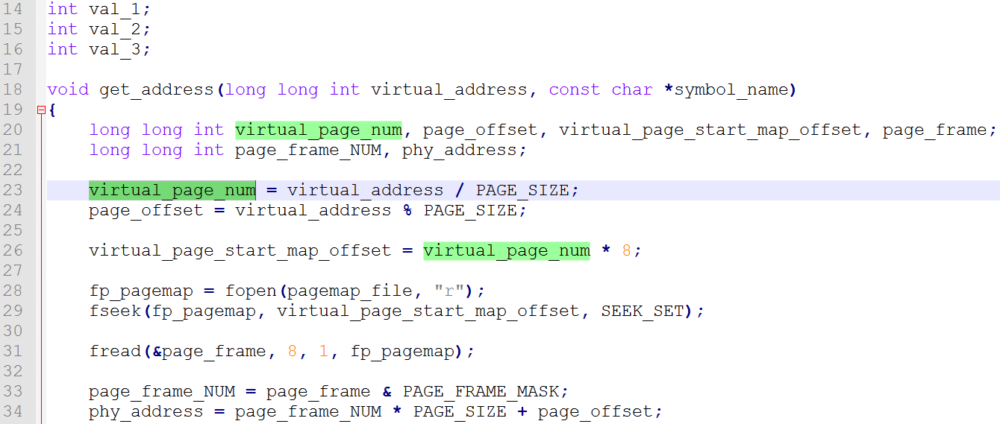 14 int val_1;
15 int val_2;
16 int val_3;
17
18 void get_address(long long int virtual_address, const char *symbol_name)
19 {
20     long long int virtual_page_num, page_offset, virtual_page_start_map_offset, page_frame;
21     long long int page_frame_NUM, phy_address;
22
23     virtual_page_num = virtual_address / PAGE_SIZE;
24     page_offset = virtual_address % PAGE_SIZE;
25
26     virtual_page_start_map_offset = virtual_page_num * 8;
27
28     fp_pagemap = fopen(pagemap_file, "r");
29     fseek(fp_pagemap, virtual_page_start_map_offset, SEEK_SET);
30
31     fread(&page_frame, 8, 1, fp_pagemap);
32
33     page_frame_NUM = page_frame & PAGE_FRAME_MASK;
34     phy_address = page_frame_NUM * PAGE_SIZE + page_offset;